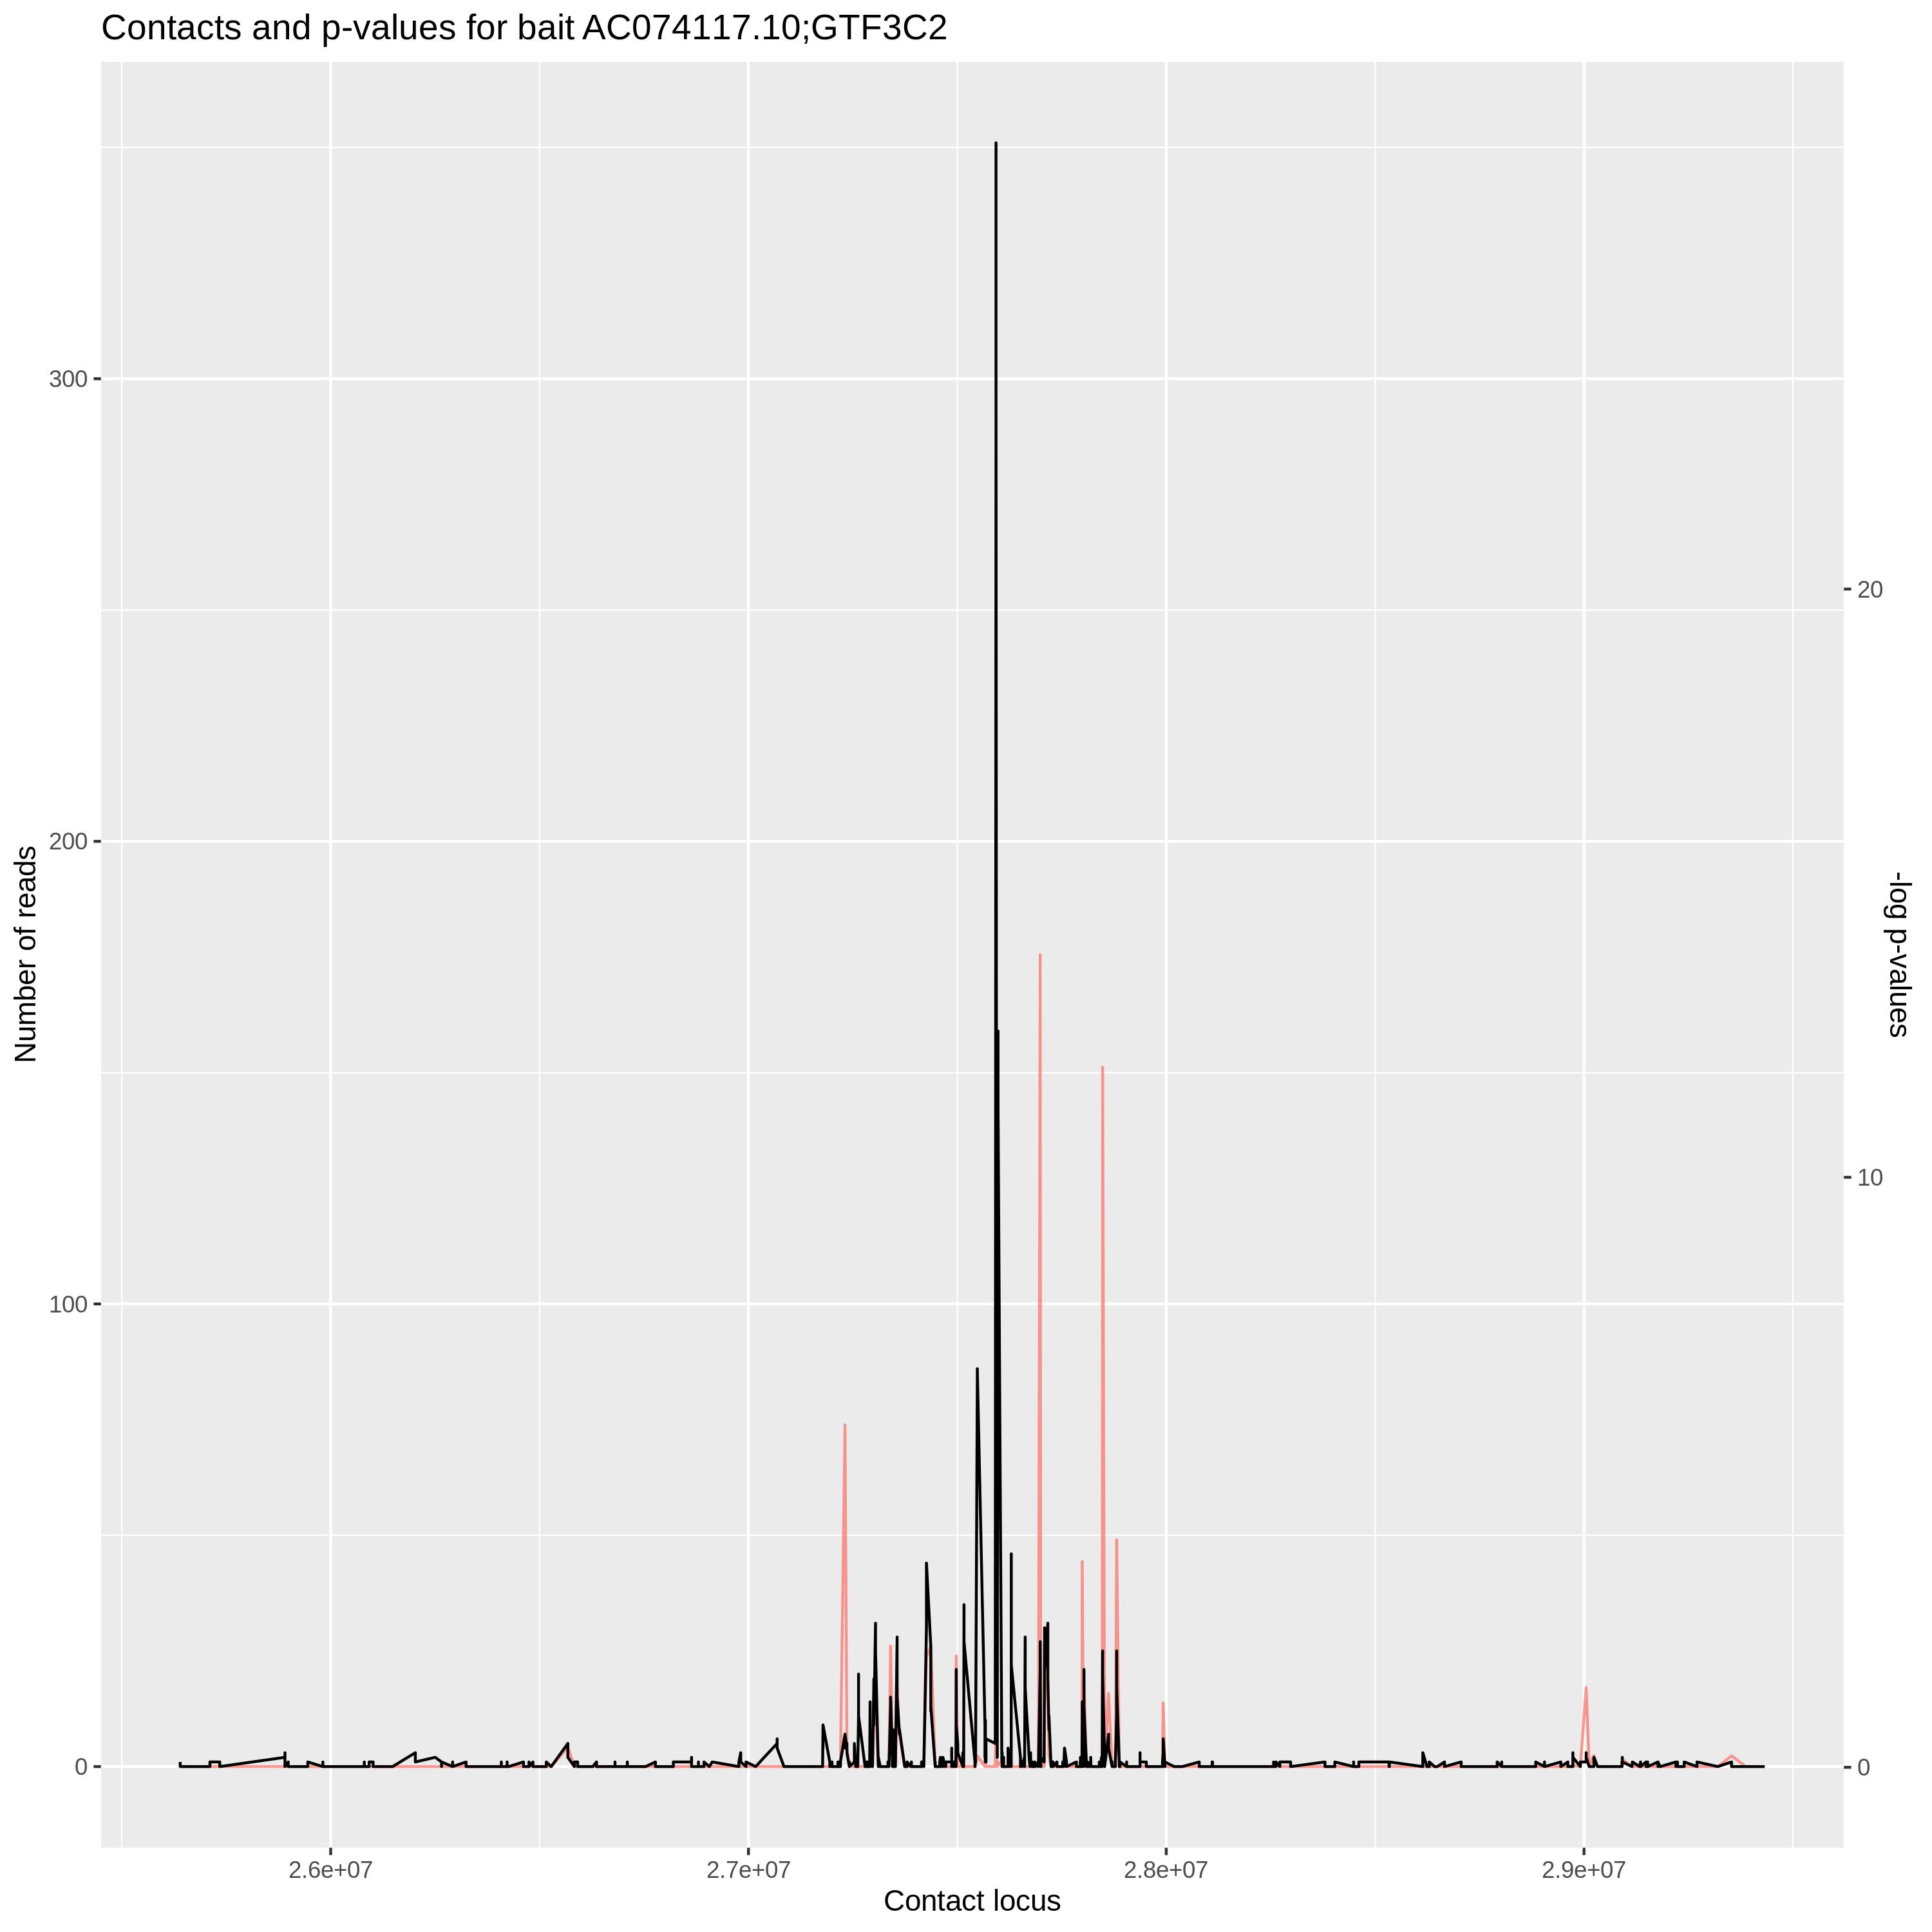 Contacts and p-values for bait AC074117.10;GTF3C2
Number of reads
300
200
100
0
20
10
0
-log p-values
2.6e+07
2.7e+07
2.8e+07
2.9e+07
Contact locus